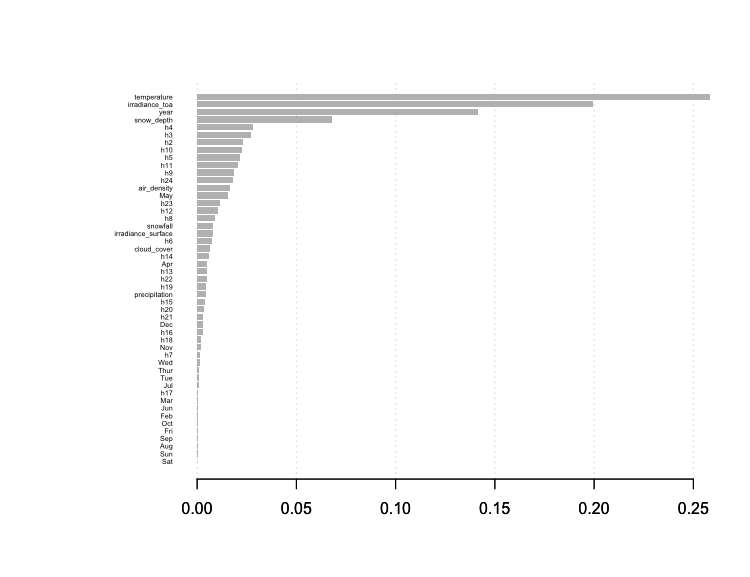 temperature
irradiance_toa
year
snow_depth
h4
h3
h2
h10
h5
h11
h9
h24
air_density
May
h23
h12
h8
snowfall
irradiance_surface
h6
cloud_cover
h14
Apr
h13
h22
h19
precipitation
h15
h20
h21
Dec
h16
h18
Nov
h7
Wed
Thur
Tue
Jul
h17
Mar
Jun
Feb
Oct
Fri
Sep
Aug
Sun
Sat
0.00 0.05 0.10 0.15 0.20 0.25